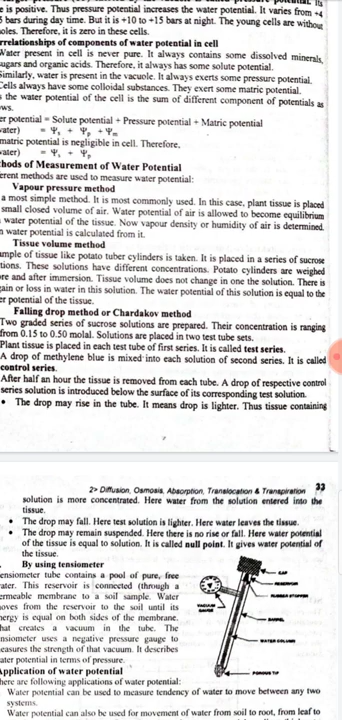 e is positive. Thus pressure potential increases the water potential. It varies from +4
5 bars during day time. But it is +10 to +15 bars at night. The young cells are without
oles. Therefore, it is zero in these cells.
rrelationships of components of water potential in cell
Water present in cell is never pure. It always contains some dissolved minerals,
sugars and organic acids. Therefore, it always has some solute potential.
Similarly, water is present in the vacuole. It always exerts some pressure potential.
Cells always have some colloidal substances. They exert some matric potential.
s the water potential of the cell is the sum of different component of potentials as
ws.
er potential = Solute potential + Pressure potential + Matric potential
vater) = Ψs + Ψp + Ψm
matric potential is negligible in cell. Therefore,
vater) = Ψs + Ψp
hods of Measurement of Water Potential
erent methods are used to measure water potential:
Vapour pressure method
a most simple method. It is most commonly used. In this case, plant tissue is placed
small closed volume of air. Water potential of air is allowed to become equilibrium
water potential of the tissue. Now vapour density or humidity of air is determined.
n water potential is calculated from it.
Tissue volume method
ample of tissue like potato tuber cylinders is taken. It is placed in a series of sucrose
tions. These solutions have different concentrations. Potato cylinders are weighed
ore and after immersion. Tissue volume does not change in one the solution. There is
gain or loss in water in this solution. The water potential of this solution is equal to the
er potential of the tissue.
Falling drop method or Chardakov method
Two graded series of sucrose solutions are prepared. Their concentration is ranging
from 0.15 to 0.50 molal. Solutions are placed in two test tube sets.
Plant tissue is placed in each test tube of first series. It is called test series.
A drop of methylene blue is mixed into each solution of second series. It is called
control series.
After half an hour the tissue is removed from each tube. A drop of respective control
series solution is introduced below the surface of its corresponding test solution.
• The drop may rise in the tube. It means drop is lighter. Thus tissue containing
2> Diffusion, Osmosis, Absorption, Translocation & Transpiration 33
solution is more concentrated. Here water from the solution entered into the
tissue.
• The drop may fall. Here test solution is lighter. Here water leaves the tissue.
• The drop may remain suspended. Here there is no rise or fall. Here water potential
of the tissue is equal to solution. It is called null point. It gives water potential of
the tissue.
By using tensiometer
ensiometer tube contains a pool of pure, free
ater. This reservoir is connected (through a
ermeable membrane to a soil sample. Water
oves from the reservoir to the soil until its
nergy is equal on both sides of the membrane.
hat creates a vacuum in the tube. The
nsiometer uses a negative pressure gauge to
easures the strength of that vacuum. It describes
ater potential in terms of pressure.
CAP
RESERVOIR
RUBBER STOPPER
VACUUM
GAUGE
BARREL
WATER COLUMN
POROUS TIP
Application of water potential
here are following applications of water potential:
Water potential can be used to measure tendency of water to move between any two
systems.
Water potential can also be used for movement of water from soil to root, from leaf to